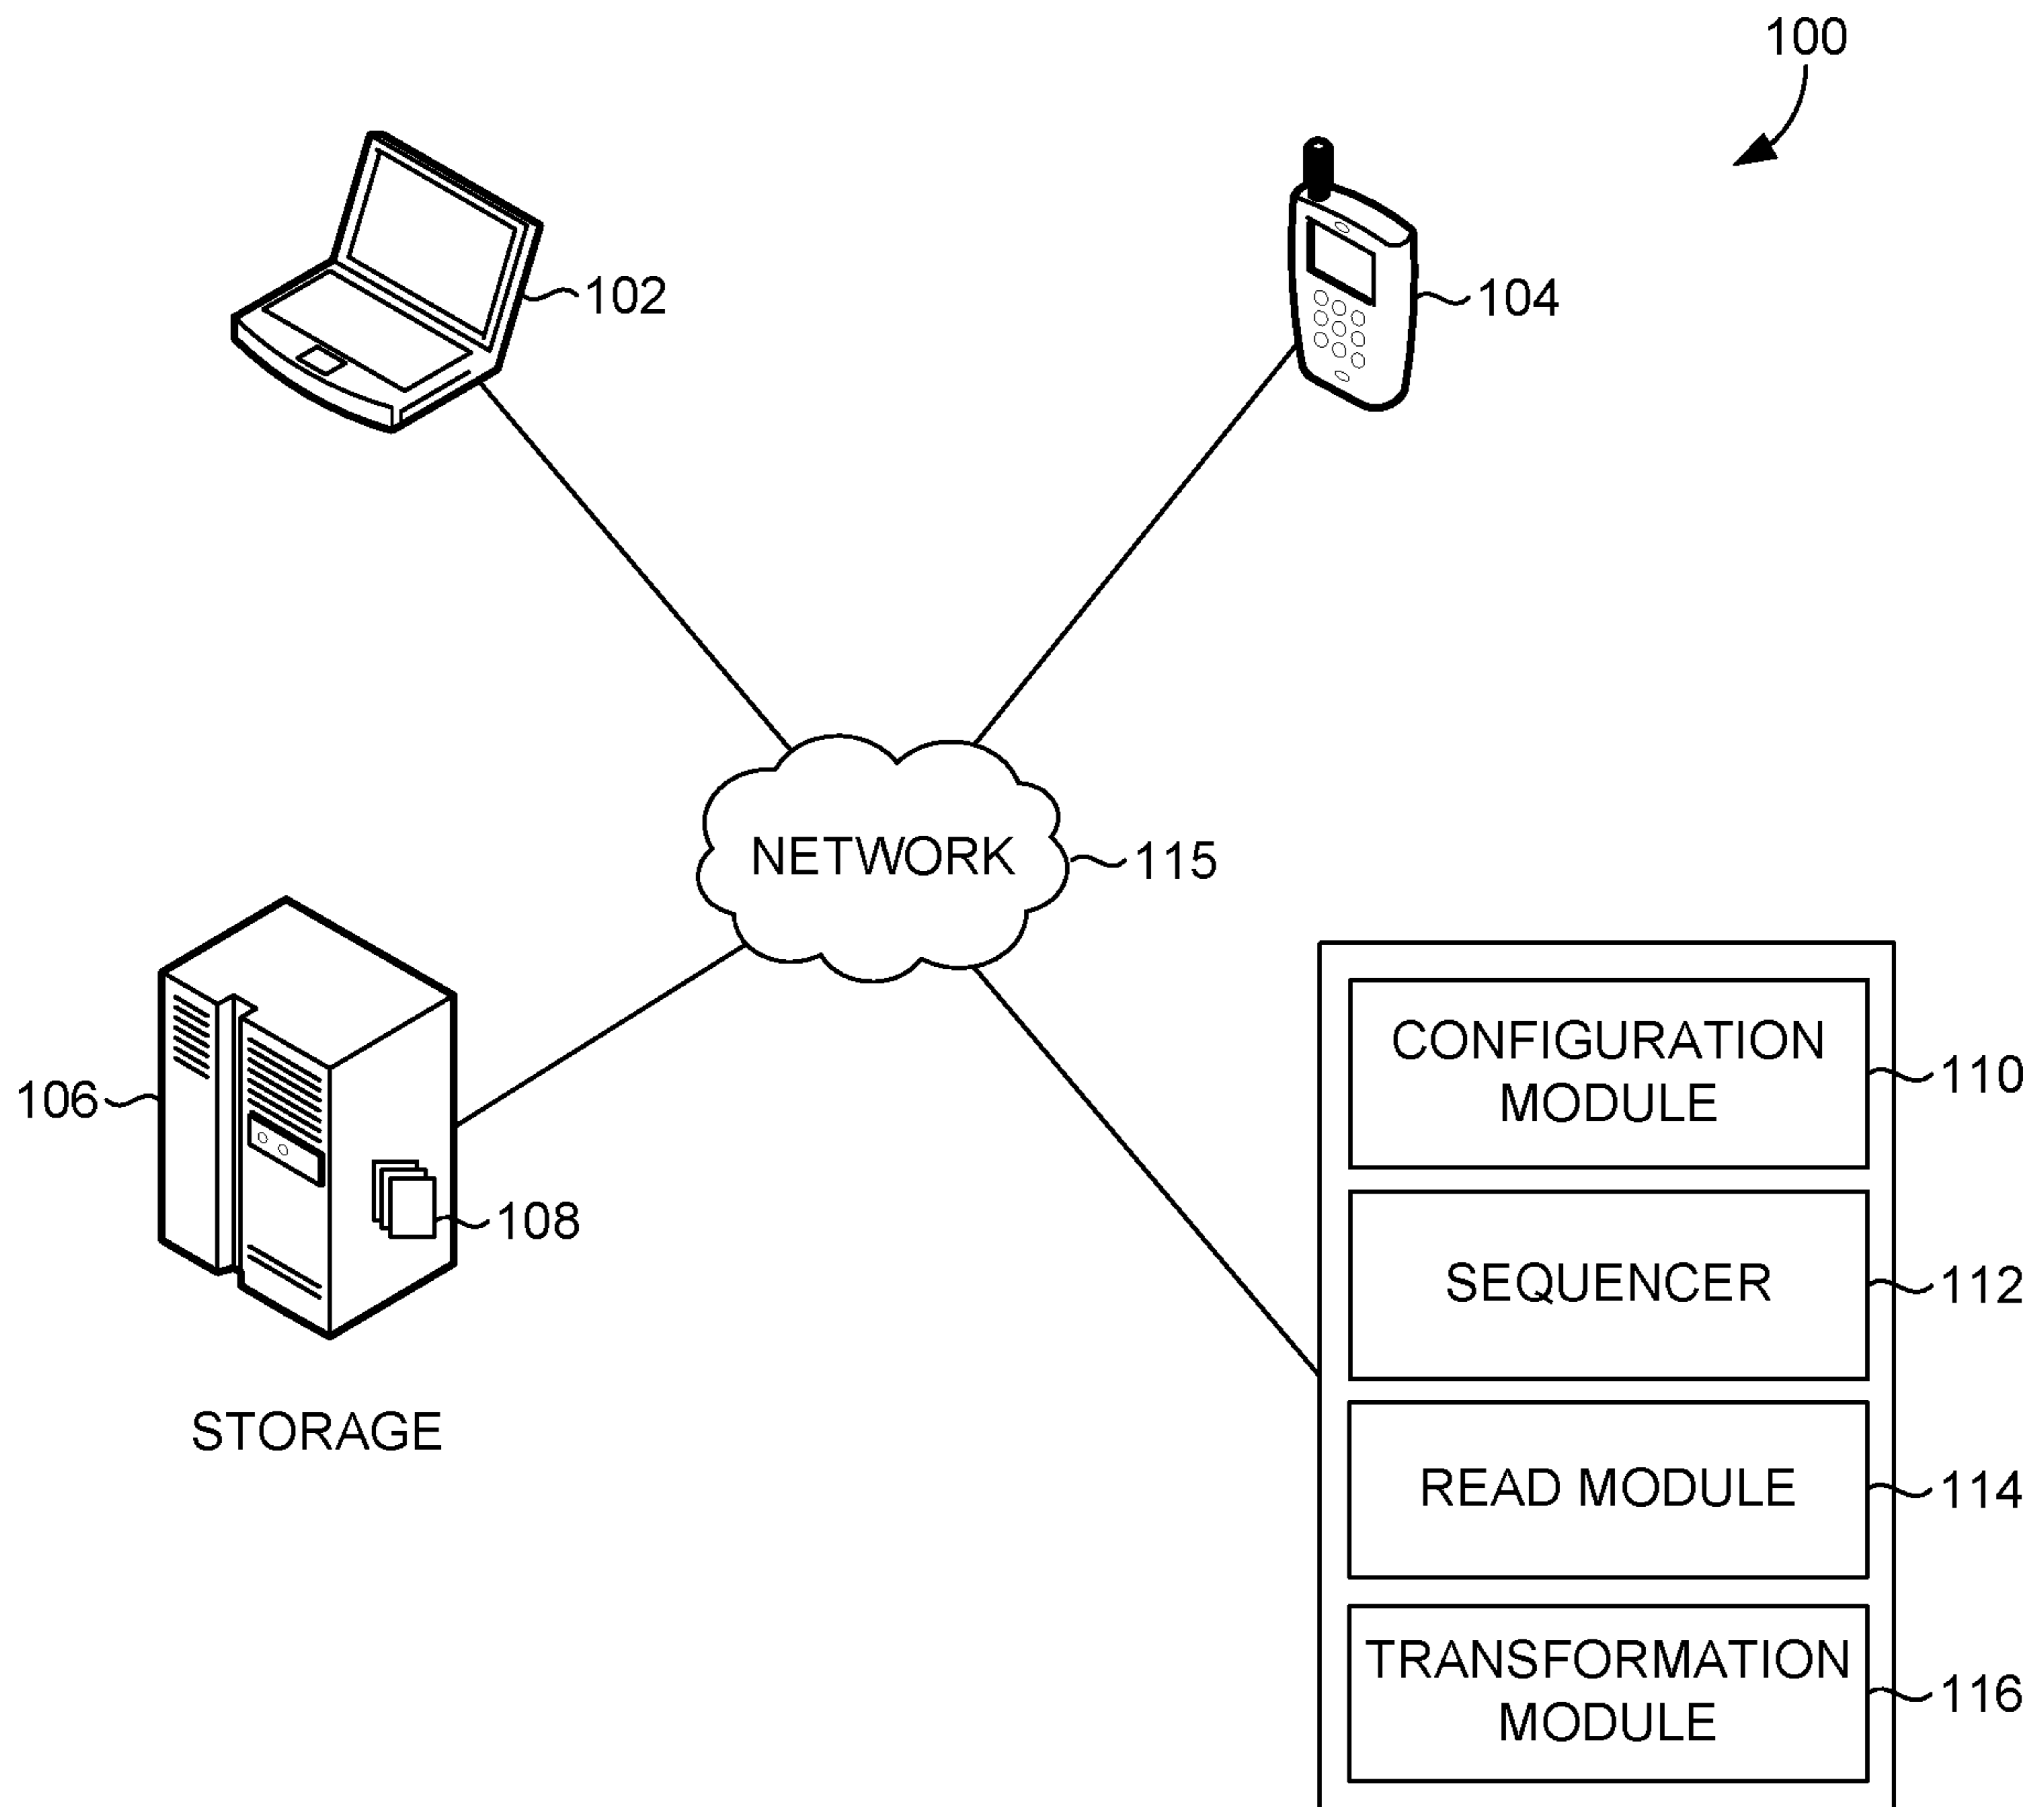 100
102
104
NETWORK
115
106
108
STORAGE
CONFIGURATION
MODULE
110
SEQUENCER
112
READ MODULE
114
TRANSFORMATION
MODULE
116